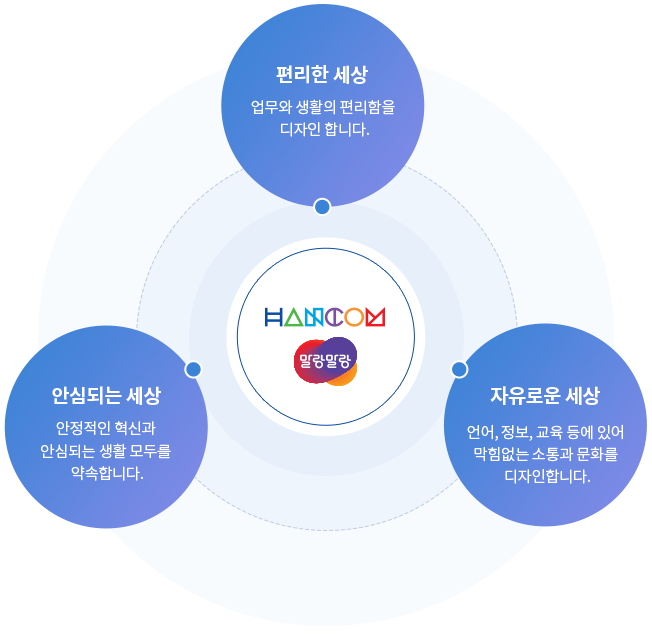 편리한 세상
업무와 생활의 편리함을
디자인 합니다.
HANCOM
말랑말랑
안심되는 세상
안정적인 혁신과
안심되는 생활 모두를
약속합니다.
자유로운 세상
언어, 정보, 교육 등에 있어
막힘없는 소통과 문화를
디자인합니다.